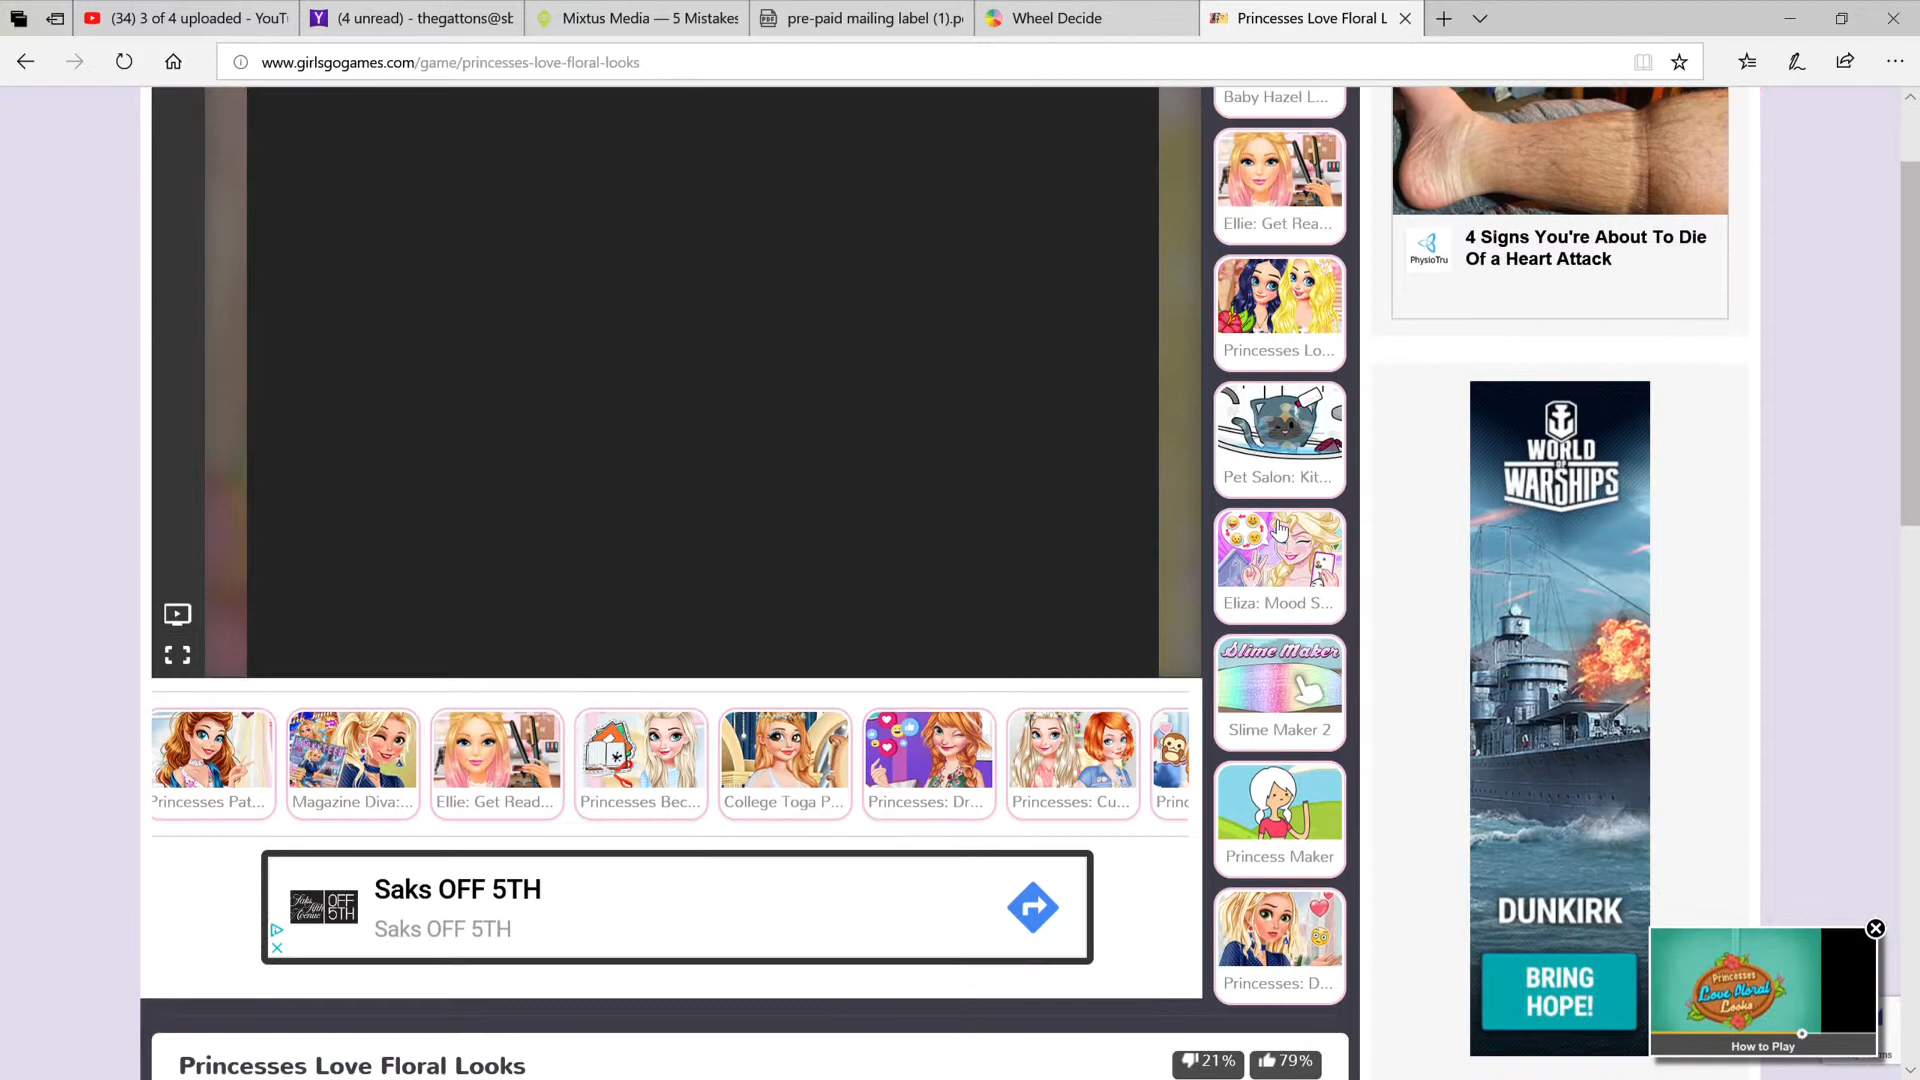 (34) 3 of 4 uploaded - YouT
(4 unread) - thegattons@sb
Mixtus Media — 5 Mistakes
pre-paid mailing label (1).p
Wheel Decide
Princesses Love Floral L
www.girlsgogames.com/game/princesses-love-floral-looks
Baby Hazel L...
Ellie: Get Rea...
Princesses Lo...
Pet Salon: Kit...
Eliza: Mood S...
Slime Maker
Slime Maker 2
Princess Maker
Princesses: D...
4 Signs You're About To Die
Of a Heart Attack
PhysioTru
WORLD
OF
WARSHIPS
DUNKIRK
BRING
HOPE!
Princesses Pat...
Magazine Diva:...
Ellie: Get Read...
Princesses Bec...
College Toga P...
Princesses: Dr...
Princesses: Cu...
Princ
Saks Fifth Avenue
OFF
5TH
Saks OFF 5TH
Saks OFF 5TH
Princesses
Love Floral
Looks
How to Play
Princesses Love Floral Looks
21%
79%